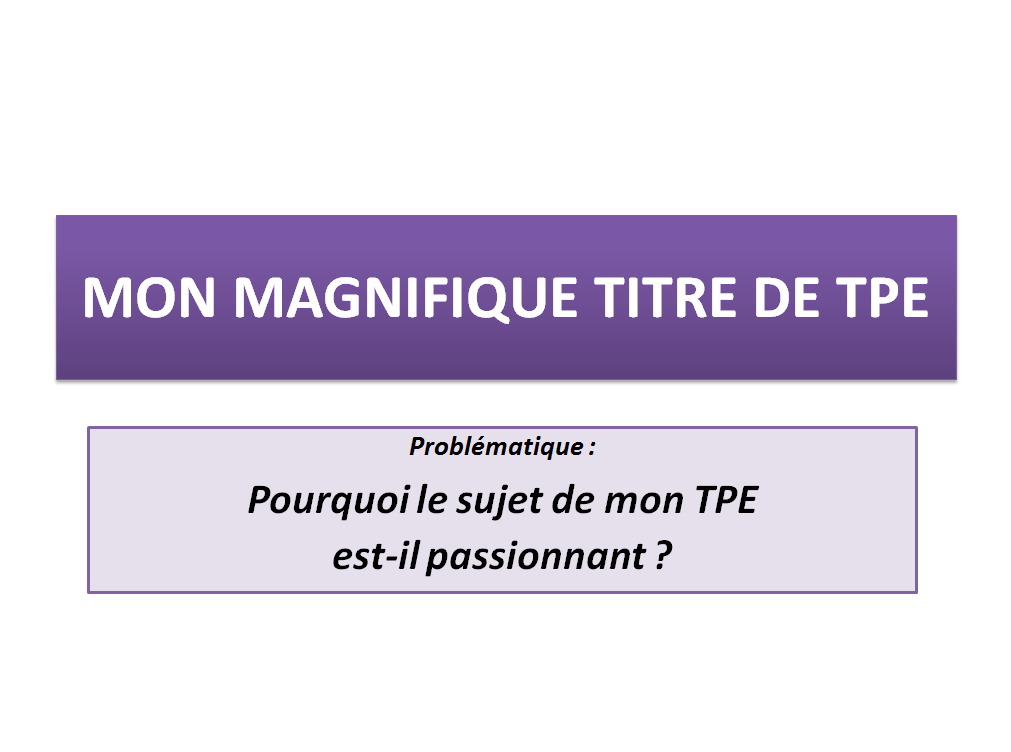 MON MAGNIFIQUE TITRE DE TPE
Problématique :
Pourquoi le sujet de mon TPE
est-il passionnant ?